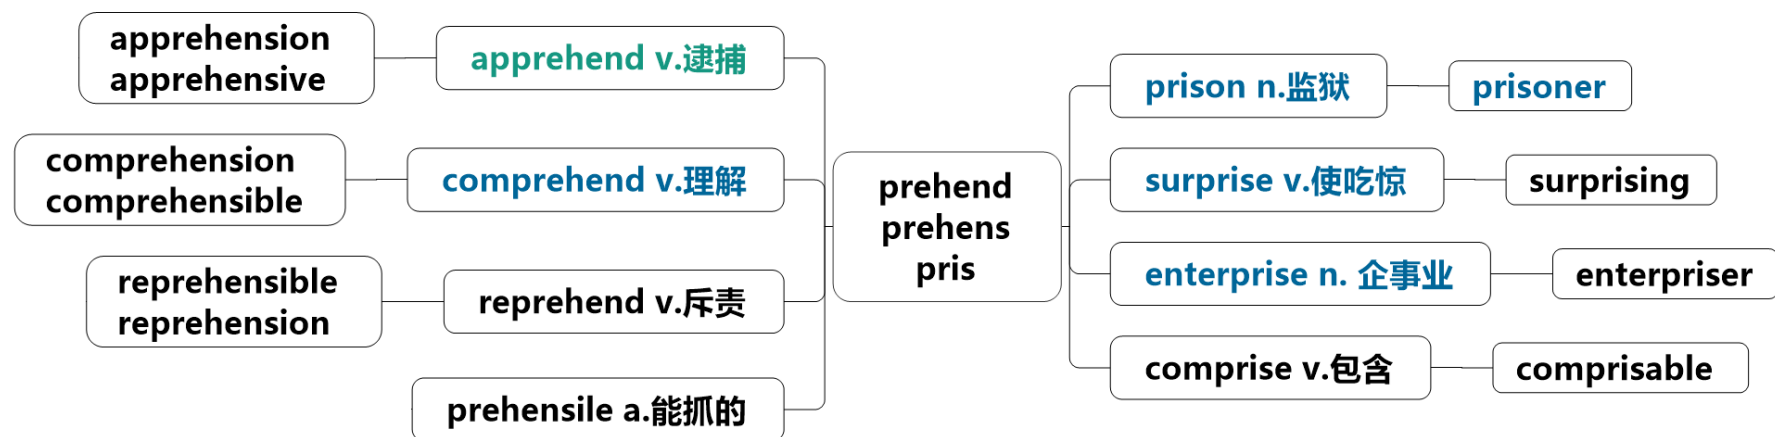 apprehension
apprehensive
apprehend v.逮捕
comprehension
comprehensible
comprehend v.理解
reprehensible
reprehension
reprehend v.斥责
prehensile a.能抓的
prehend
prehens
pris
prison n.监狱
prisoner
surprise v.使吃惊
surprising
enterprise n. 企事业
enterpriser
comprise v.包含
comprisable